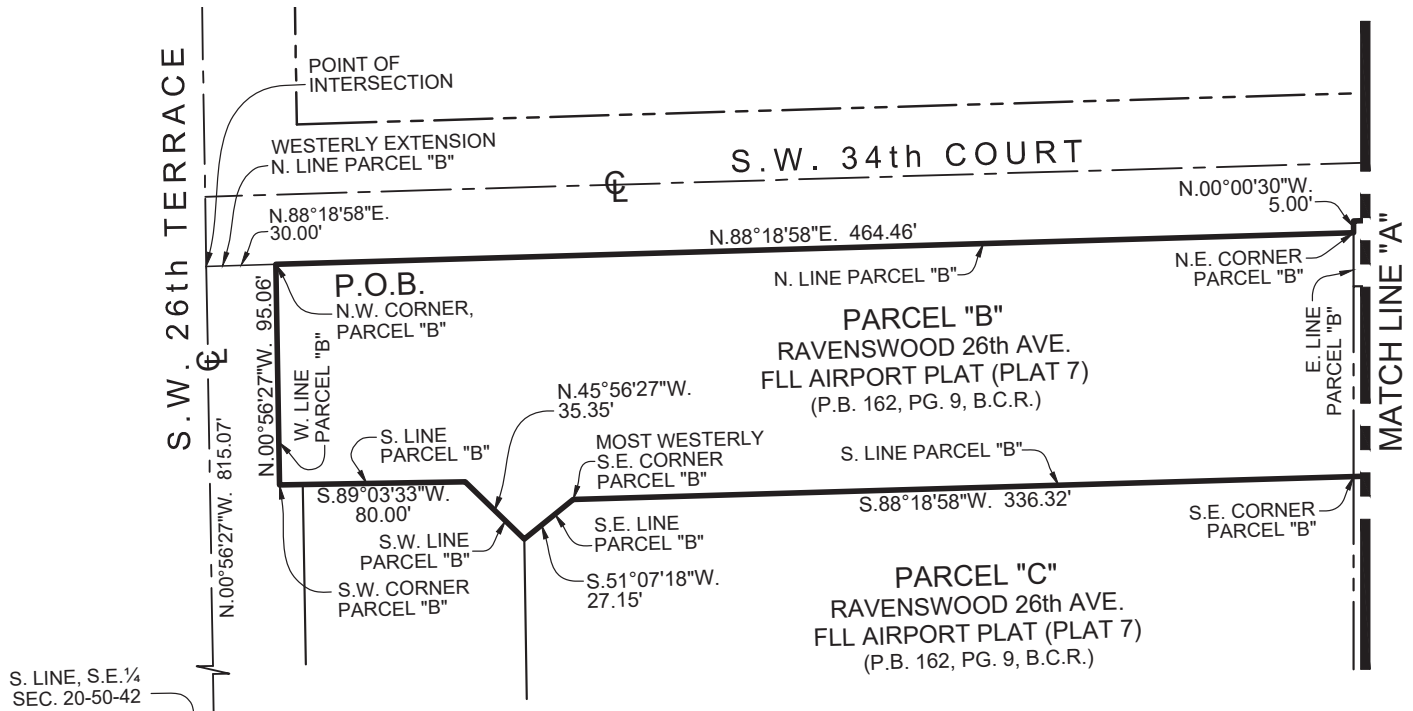 S.W. 26th TERRACE
POINT OF
INTERSECTION
WESTERLY EXTENSION
N. LINE PARCEL "B"
S.W. 34th COURT
℄
N.88°18'58"E.
30.00'
N.88°18'58"E. 464.46'
N.00°00'30"W.
5.00'
P.O.B.
N.W. CORNER,
PARCEL "B"
N. LINE PARCEL "B"
N.E. CORNER
PARCEL "B"
MATCH LINE "A"
PARCEL "B"
RAVENSWOOD 26th AVE.
FLL AIRPORT PLAT (PLAT 7)
(P.B. 162, PG. 9, B.C.R.)
E. LINE
PARCEL "B"
℄
N.00°56'27"W. 95.06'
W. LINE
PARCEL "B"
N.45°56'27"W.
35.35'
S. LINE
PARCEL "B"
MOST WESTERLY
S.E. CORNER
PARCEL "B"
S. LINE PARCEL "B"
S.89°03'33"W.
80.00'
S.88°18'58"W. 336.32'
S.E. CORNER
PARCEL "B"
S.W. LINE
PARCEL "B"
S.E. LINE
PARCEL "B"
N.00°56'27"W. 815.07'
S.W. CORNER
PARCEL "B"
S.51°07'18"W.
27.15'
PARCEL "C"
RAVENSWOOD 26th AVE.
FLL AIRPORT PLAT (PLAT 7)
(P.B. 162, PG. 9, B.C.R.)
S. LINE, S.E.¼
SEC. 20-50-42